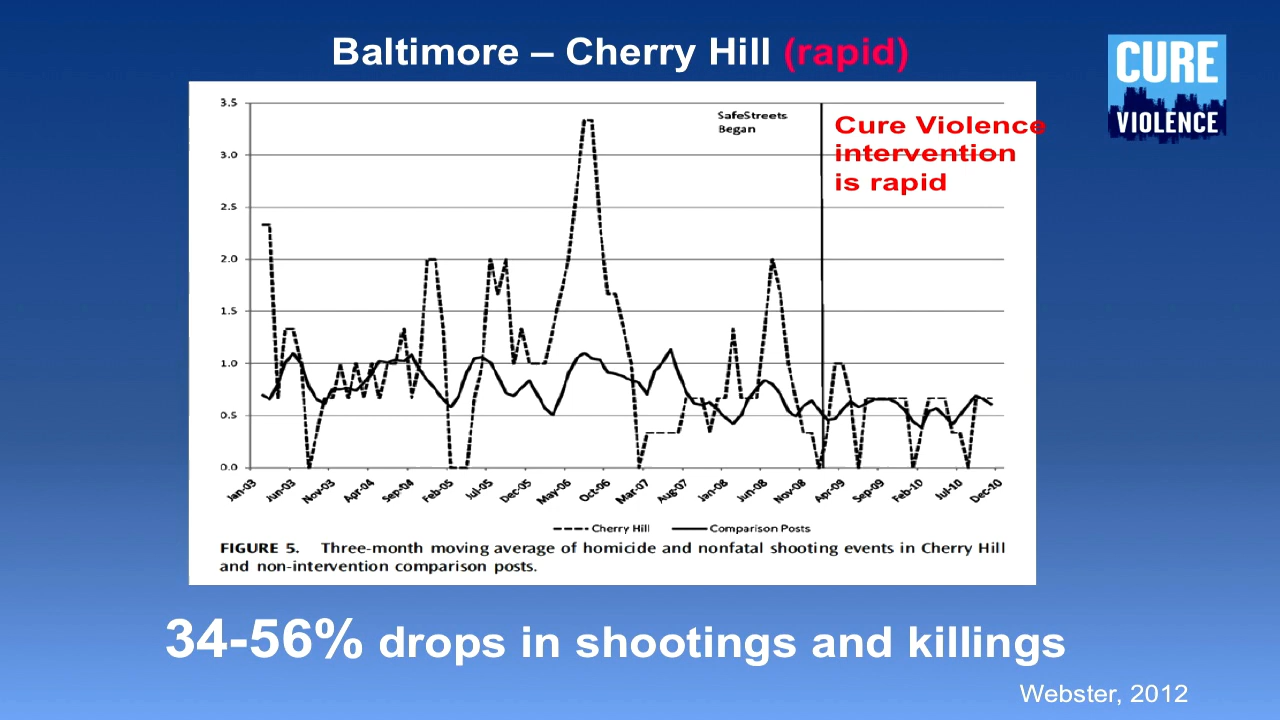 Baltimore – Cherry Hill (rapid)
CURE
VIOLENCE
3.5
3.0
2.5
2.0
1.5
1.0
0.5
0.0
SafeStreets
Began
Cure Violence
intervention
is rapid
Jan-03 Jun-03 Nov-03 Apr-04 Sep-04 Feb-05 Jul-05 Dec-05 May-06 Oct-06 Mar-07 Aug-07 Jan-08 Jun-08 Nov-08 Apr-09 Sep-09 Feb-10 Jul-10 Dec-10
Cherry Hill Comparison Posts
FIGURE 5. Three-month moving average of homicide and nonfatal shooting events in Cherry Hill
and non-intervention comparison posts.
34-56% drops in shootings and killings
Webster, 2012